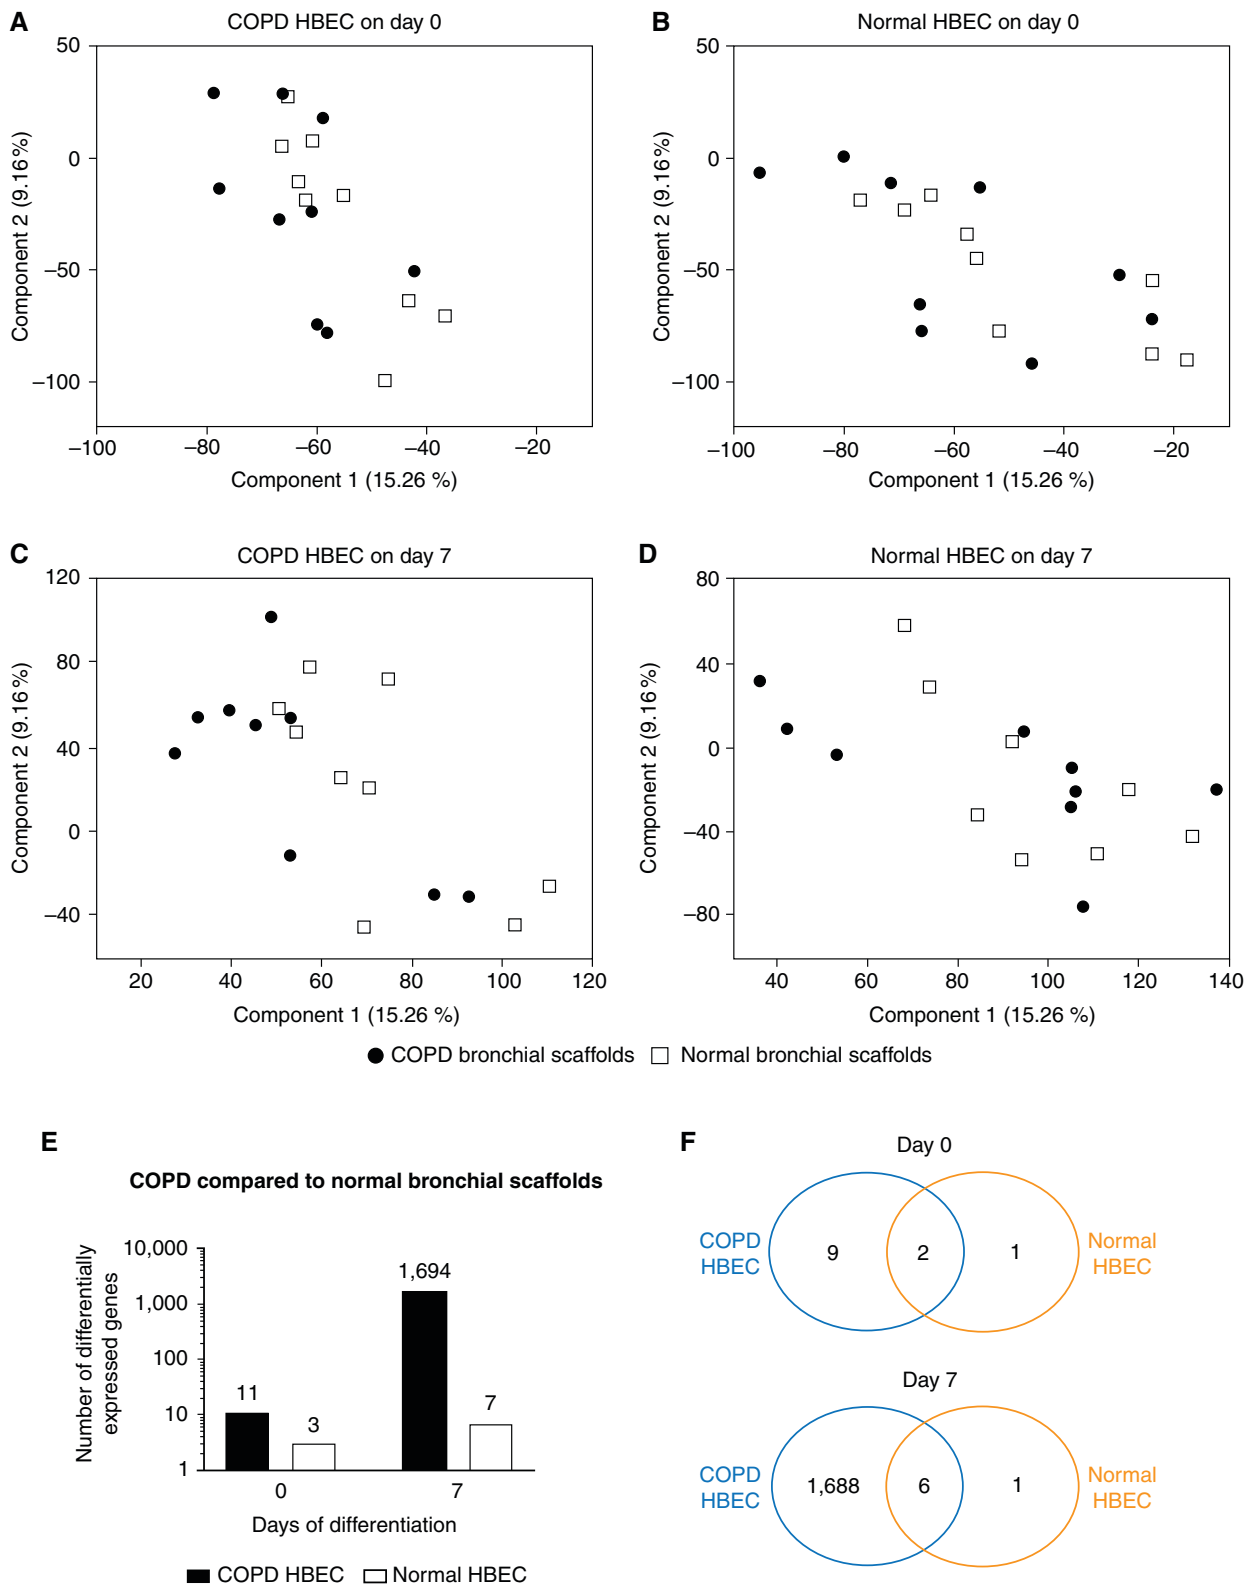 A
COPD HBEC on day 0
50
0
−50
−100
Component 2 (9.16%)
−100
−80
−60
−40
−20
Component 1 (15.26 %)
B
Normal HBEC on day 0
50
0
−50
−100
Component 2 (9.16%)
−100
−80
−60
−40
−20
Component 1 (15.26 %)
C
COPD HBEC on day 7
120
80
40
0
−40
Component 2 (9.16%)
20
40
60
80
100
120
Component 1 (15.26 %)
D
Normal HBEC on day 7
80
40
0
−40
−80
Component 2 (9.16%)
40
60
80
100
120
140
Component 1 (15.26 %)
COPD bronchial scaffolds
Normal bronchial scaffolds
E
COPD compared to normal bronchial scaffolds
Number of differentially
expressed genes
10,000
1,000
100
10
1
11
3
1,694
7
0
7
Days of differentiation
COPD HBEC
Normal HBEC
F
Day 0
COPD
HBEC
9
2
1
Normal
HBEC
Day 7
COPD
HBEC
1,688
6
1
Normal
HBEC